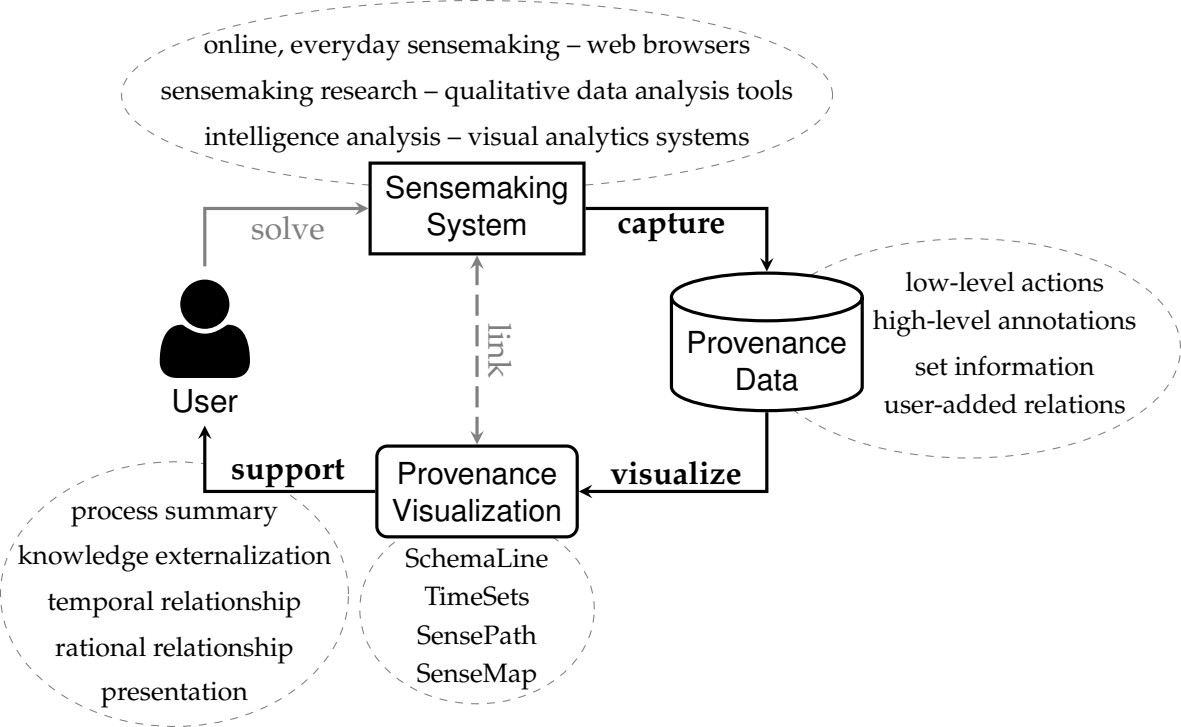 online, everyday sensemaking – web browsers
sensemaking research – qualitative data analysis tools
intelligence analysis – visual analytics systems
Sensemaking
System
solve
capture
low-level actions
high-level annotations
set information
user-added relations
Provenance
Data
link
User
support
Provenance
Visualization
visualize
process summary
knowledge externalization
temporal relationship
rational relationship
presentation
SchemaLine
TimeSets
SensePath
SenseMap